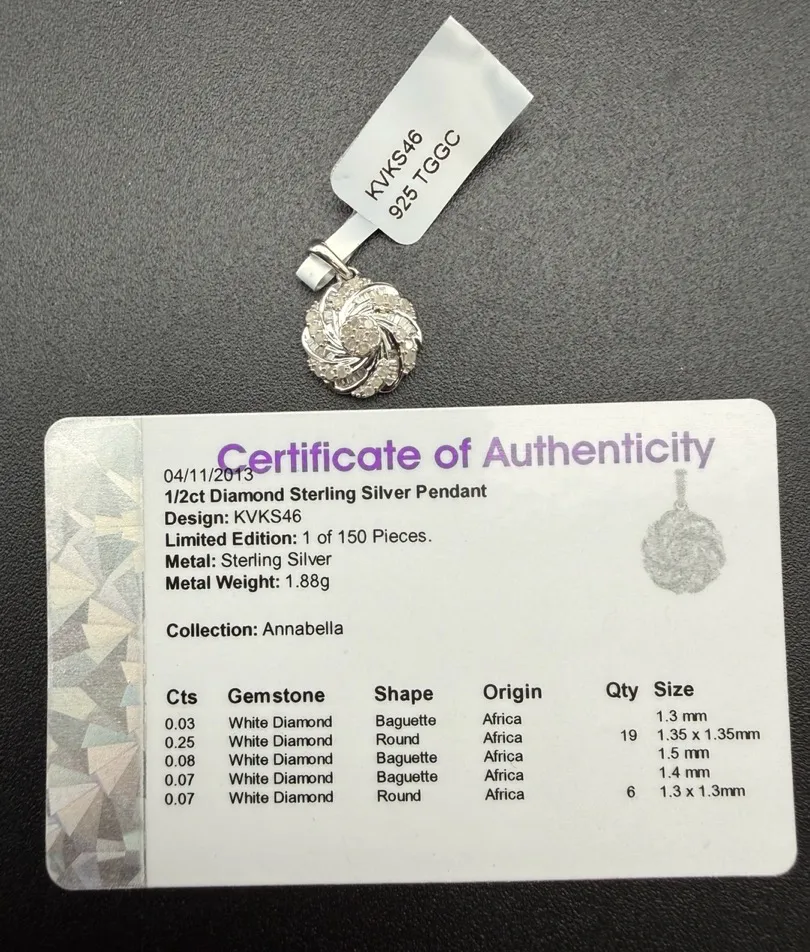 KVKS46
925 TGGC
Certificate of Authenticity
04/11/2013
1/2ct Diamond Sterling Silver Pendant
Design: KVKS46
Limited Edition: 1 of 150 Pieces.
Metal: Sterling Silver
Metal Weight: 1.88g
Collection: Annabella
Cts Gemstone Shape Origin Qty Size
0.03 White Diamond Baguette Africa 1.3 mm
0.25 White Diamond Round Africa 19 1.35 x 1.35mm
0.08 White Diamond Baguette Africa 1.5 mm
0.07 White Diamond Baguette Africa 1.4 mm
0.07 White Diamond Round Africa 6 1.3 x 1.3mm